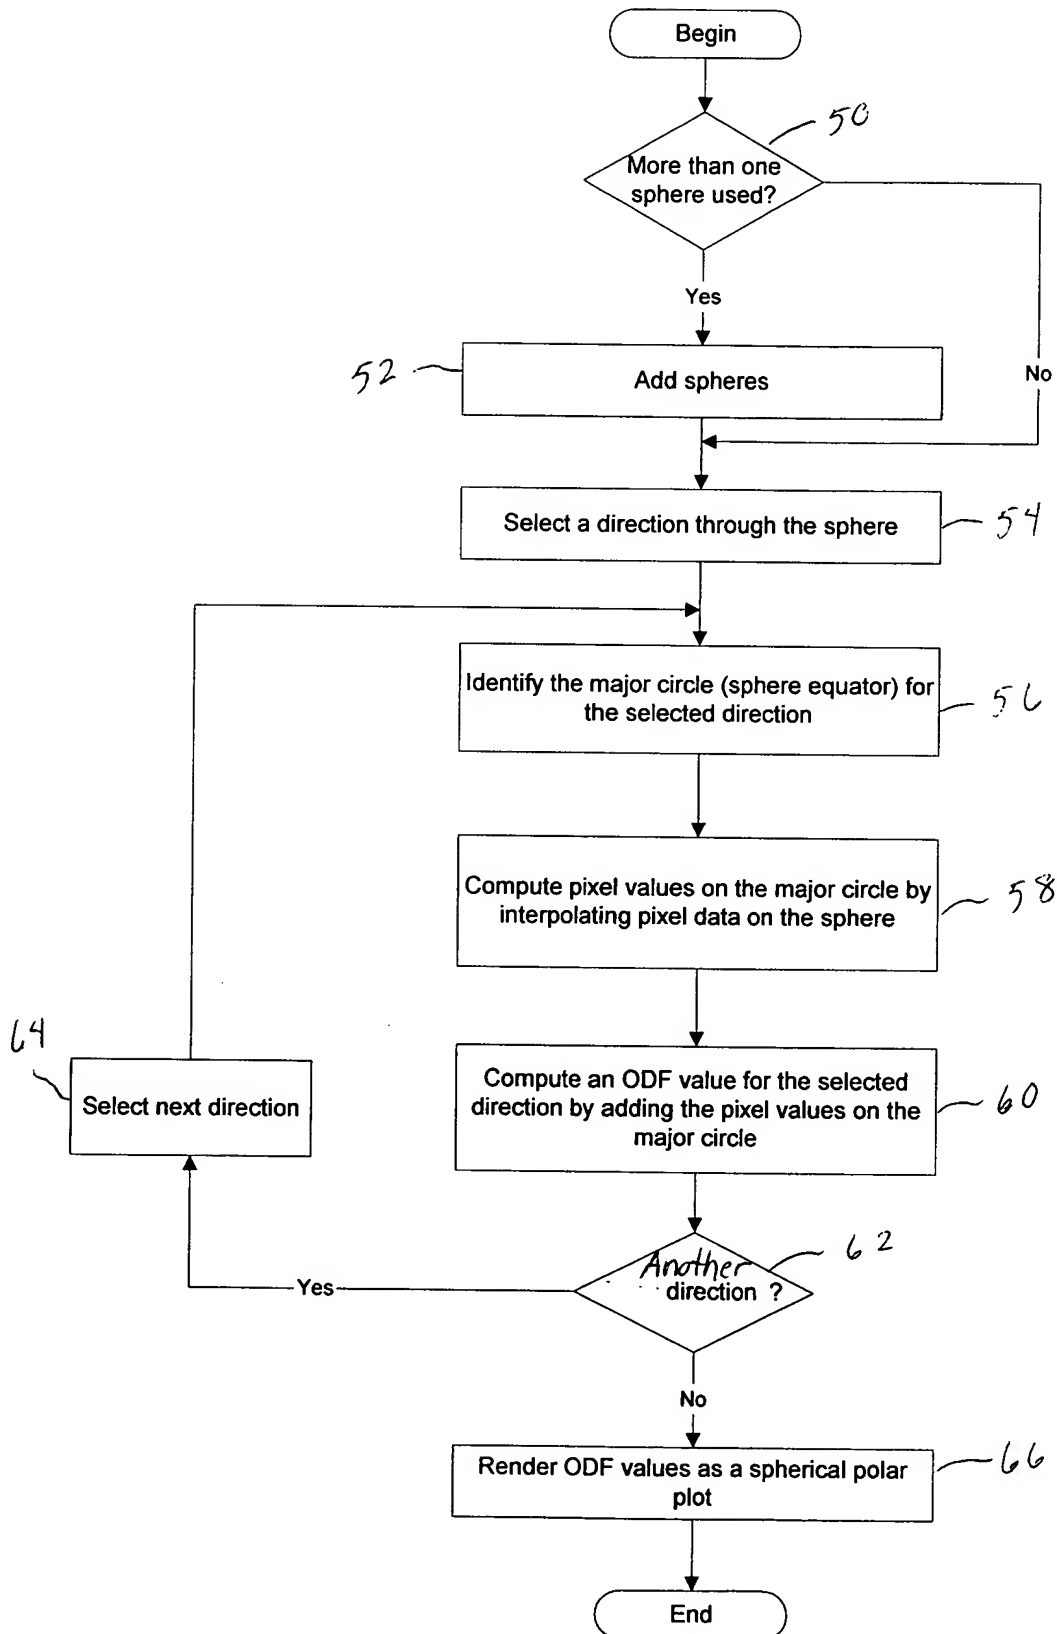 Begin
50
More than one
sphere used?
Yes
No
52
Add spheres
Select a direction through the sphere
54
Identify the major circle (sphere equator) for
the selected direction
56
Compute pixel values on the major circle by
interpolating pixel data on the sphere
58
64
Select next direction
Compute an ODF value for the selected
direction by adding the pixel values on the
major circle
60
62
Another
direction ?
Yes
No
Render ODF values as a spherical polar
plot
66
End